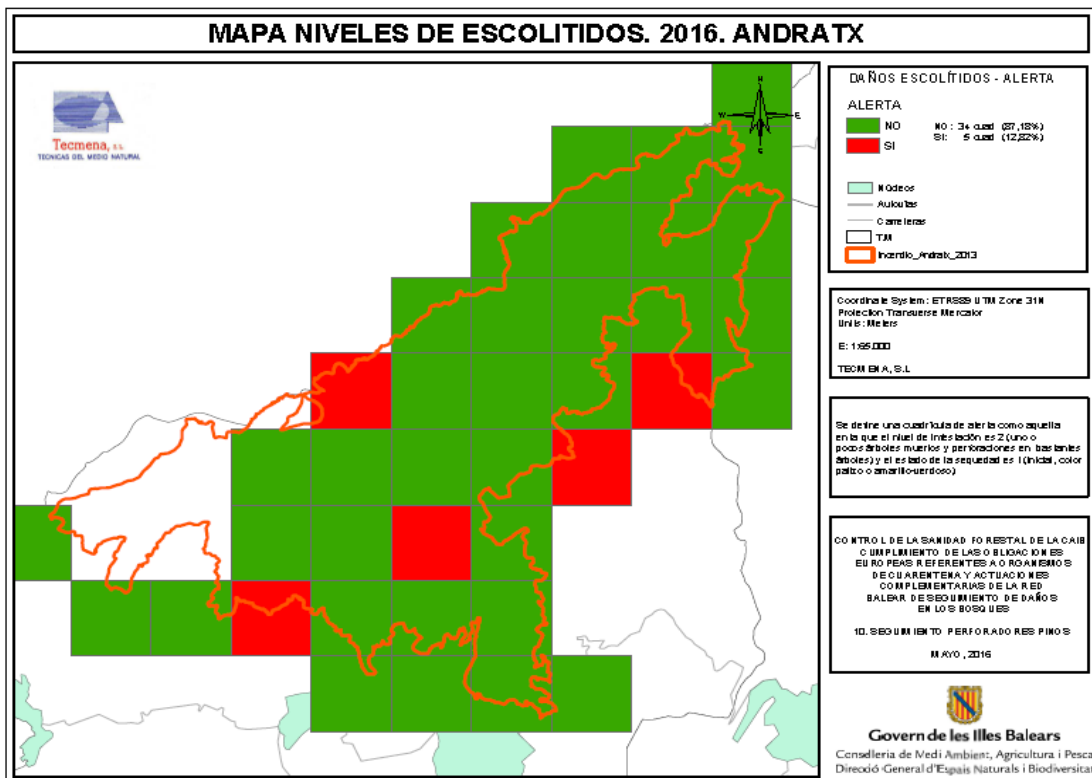 MAPA NIVELES DE ESCOLITIDOS. 2016. ANDRATX
Tecmena, S.L
TECNICAS DEL MEDIO NATURAL
N
W
E
S
DAÑOS ESCOLÍTIDOS - ALERTA
ALERTA
NO
NO: 34 cuad (87,18%)
SI
SI: 5 cuad (12,82%)
Núcleos
Autovías
Carreteras
TM
Incendio_Andratx_2013
Coordinate System: ETRS89 UTM Zone 31N
Protection Transverse Mercator
Units: Meters
E: 1:65.000
TECMENA, S.L
Se define una cuadrícula de alerta como aquella
en la que el nivel de infestación es 2 (uno o
pocos árboles muertos y perforaciones en bastantes
árboles) y el estado de la sequedad es I (inicial, color
pálizo o amarillo-verdoso)
CONTROL DE LA SANIDAD FORESTAL DE LA CAIB
CUMPLIMIENTO DE LAS OBLIGACIONES
EUROPEAS REFERENTES A ORGANISMOS
DE CUARENTENA Y ACTUACIONES
COMPLEMENTARIAS DE LA RED
BALEAR DE SEGUIMIENTO DE DAÑOS
EN LOS BOSQUES
10. SEGUIMIENTO PERFORADORES PINOS
MAYO, 2016
Govern de les Illes Balears
Conselleria de Medi Ambient, Agricultura i Pesca
Direcció General d'Espais Naturals i Biodiversitat